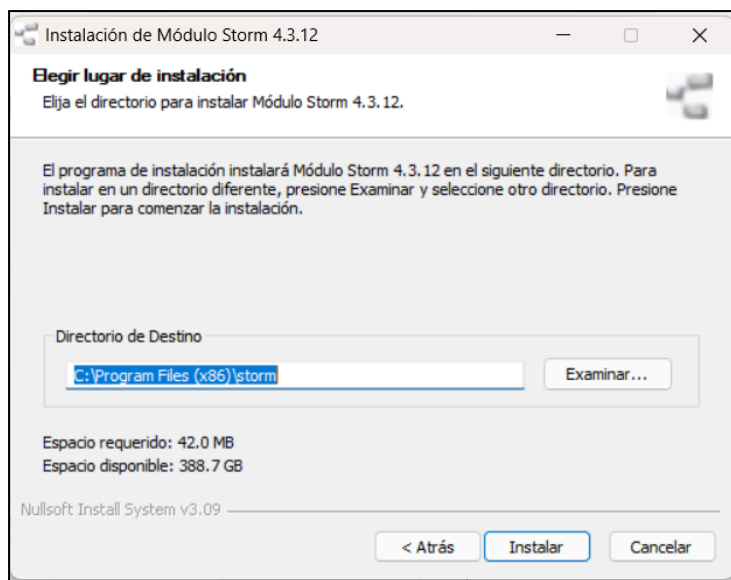 Instalación de Módulo Storm 4.3.12
Elegir lugar de instalación
Elija el directorio para instalar Módulo Storm 4.3.12.
El programa de instalación instalará Módulo Storm 4.3.12 en el siguiente directorio. Para
instalar en un directorio diferente, presione Examinar y seleccione otro directorio. Presione
Instalar para comenzar la instalación.
Directorio de Destino
C:\Program Files (x86)\storm
Examinar...
Espacio requerido: 42.0 MB
Espacio disponible: 388.7 GB
Nullsoft Install System v3.09
< Atrás
Instalar
Cancelar